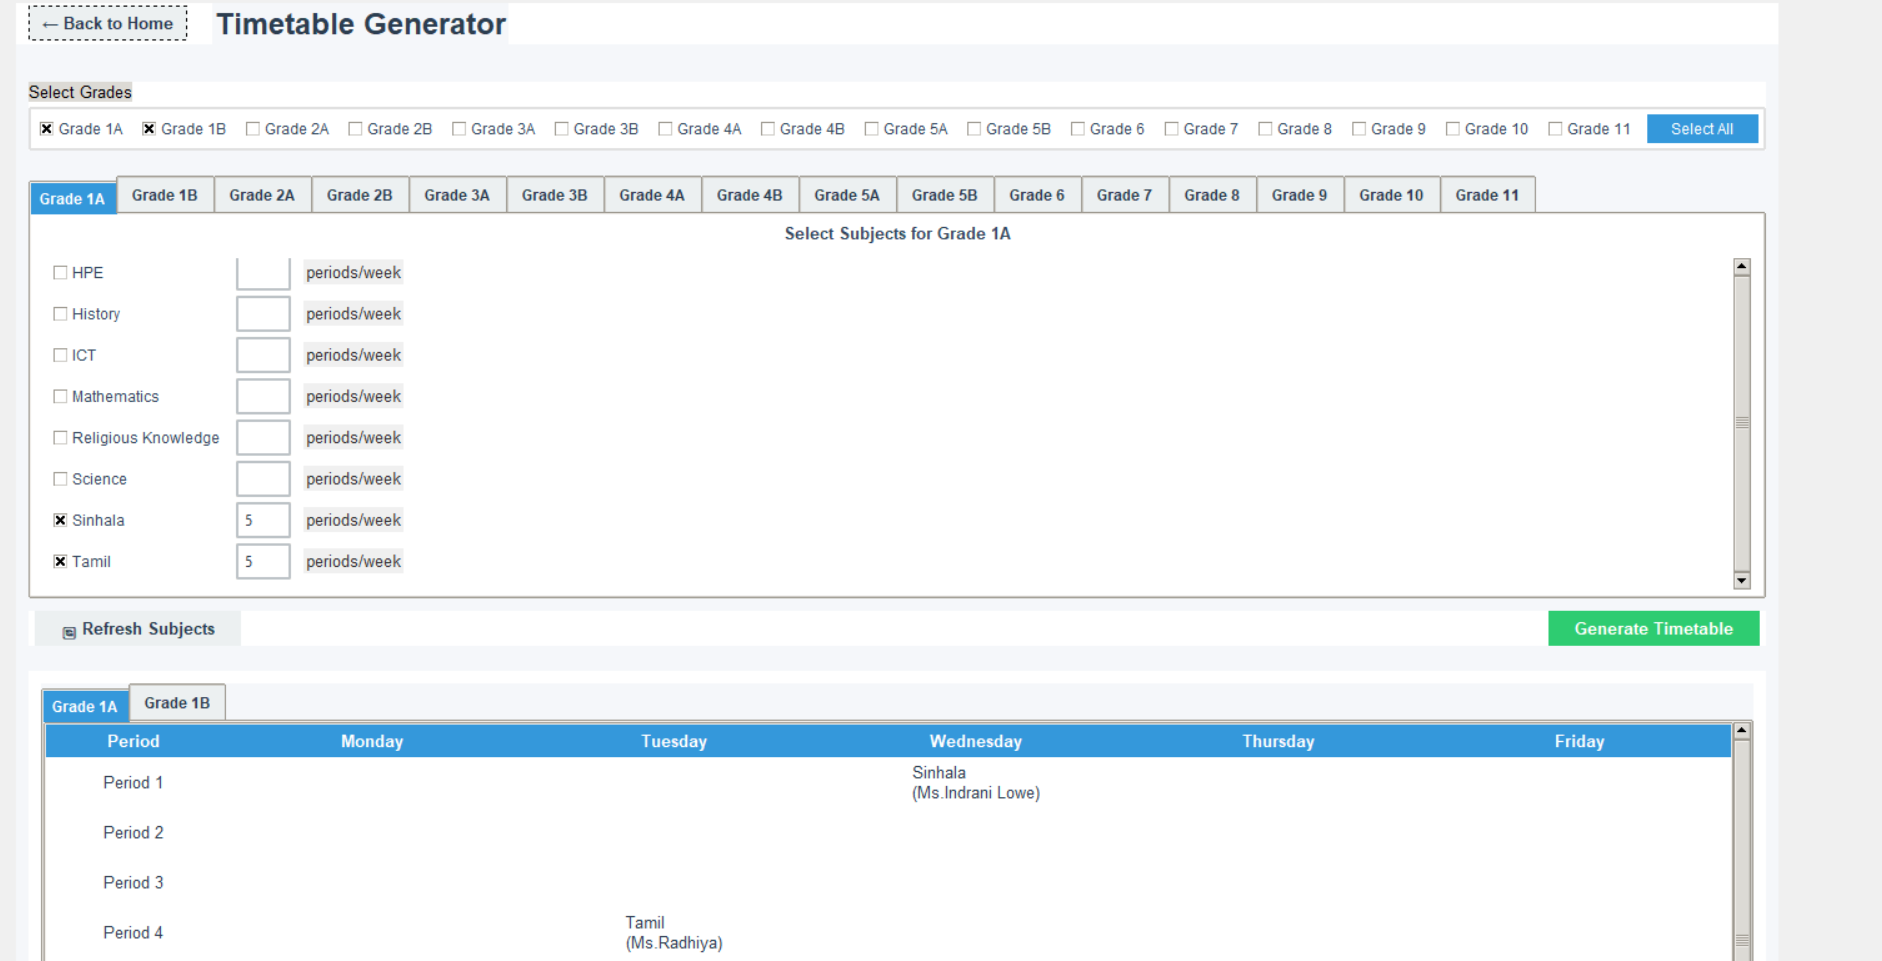 ← Back to Home
Timetable Generator
Select Grades
Grade 1A Grade 1B Grade 2A Grade 2B Grade 3A Grade 3B Grade 4A Grade 4B Grade 5A Grade 5B Grade 6 Grade 7 Grade 8 Grade 9 Grade 10 Grade 11 Select All
Grade 1A Grade 1B Grade 2A Grade 2B Grade 3A Grade 3B Grade 4A Grade 4B Grade 5A Grade 5B Grade 6 Grade 7 Grade 8 Grade 9 Grade 10 Grade 11
Select Subjects for Grade 1A
HPE periods/week
History periods/week
ICT periods/week
Mathematics periods/week
Religious Knowledge periods/week
Science periods/week
Sinhala 5 periods/week
Tamil 5 periods/week
Refresh Subjects Generate Timetable
Grade 1A Grade 1B
Period Monday Tuesday Wednesday Thursday Friday
Period 1
Sinhala
(Ms.Indrani Lowe)
Period 2
Period 3
Period 4
Tamil
(Ms.Radhiya)